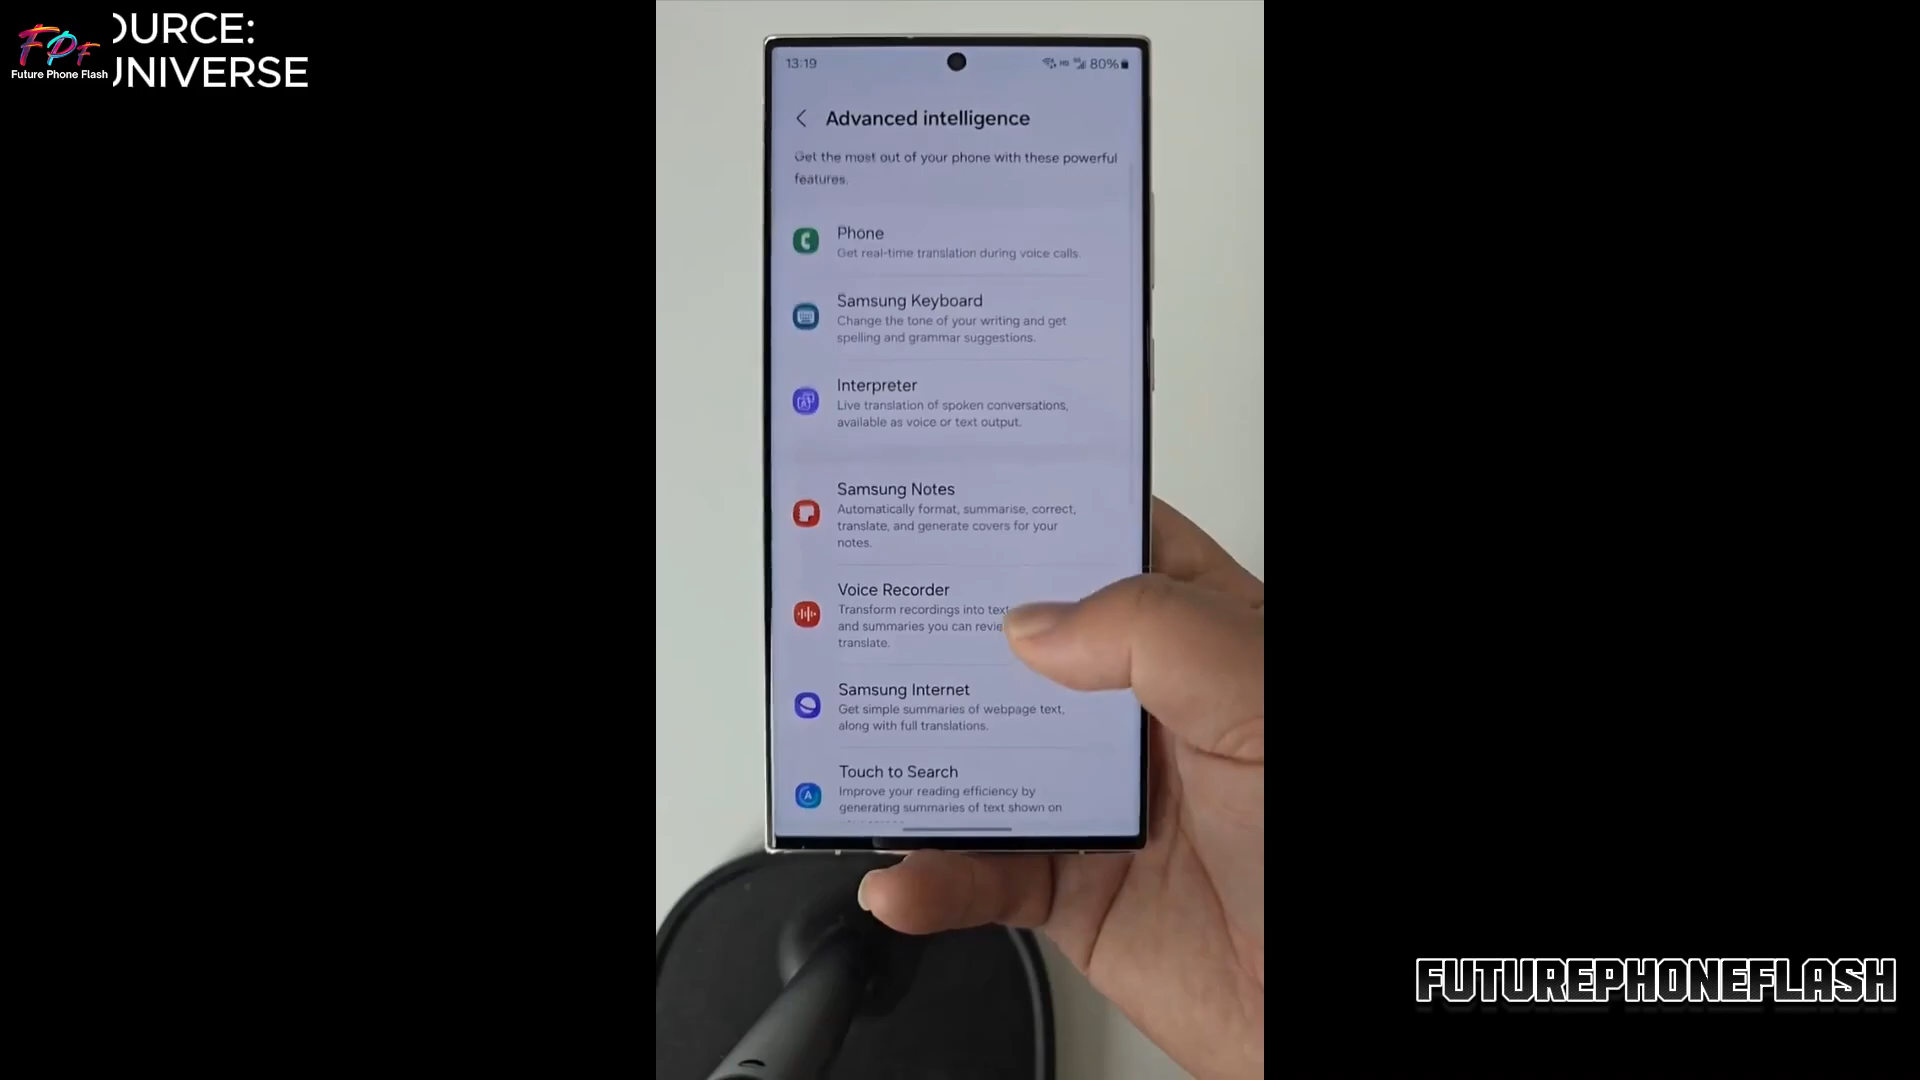 OURCE:
UNIVERSE
FPF
Future Phone Flash
13:19
80%
Advanced intelligence
Get the most out of your phone with these powerful
features.
Phone
Get real-time translation during voice calls.
Samsung Keyboard
Change the tone of your writing and get
spelling and grammar suggestions.
Interpreter
Live translation of spoken conversations,
available as voice or text output.
Samsung Notes
Automatically format, summarise, correct,
translate, and generate covers for your
notes.
Voice Recorder
Transform recordings into text
and summaries you can revie
translate.
Samsung Internet
Get simple summaries of webpage text,
along with full translations.
Touch to Search
Improve your reading efficiency by
generating summaries of text shown on
FUTUREPHONEFLASH